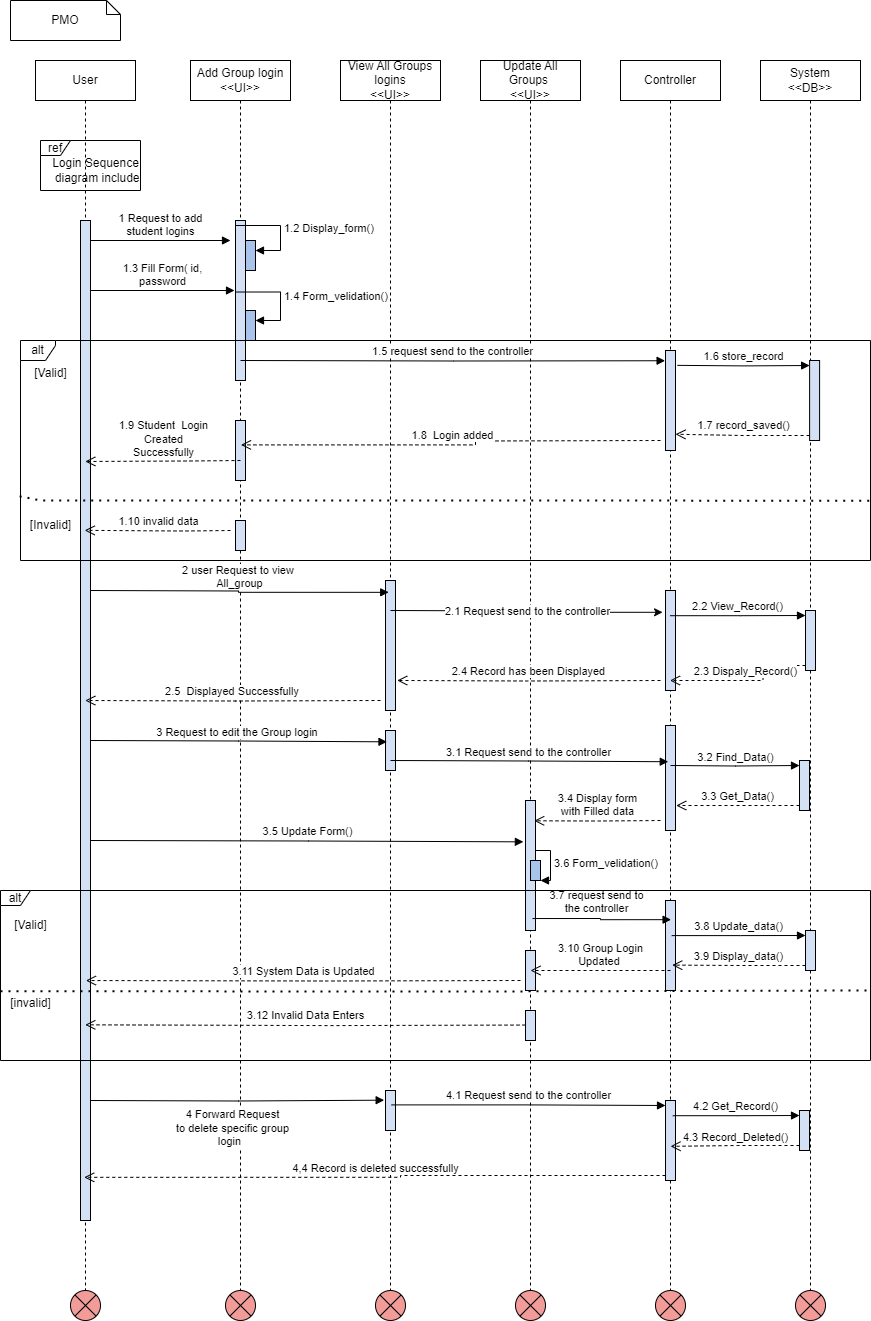 PMO
User
Add Group login
<<UI>>
View All Groups
logins
<<UI>>
Update All
Groups
<<UI>>
Controller
System
<<DB>>
ref
Login Sequence
diagram include
1 Request to add
student logins
1.2 Display_form()
1.3 Fill Form( id,
password
1.4 Form_velidation()
alt
[Valid]
1.5 request send to the controller
1.6 store_record
1.7 record_saved()
1.8  Login added
1.9 Student  Login
Created
Successfully
[Invalid]
1.10 invalid data
2 user Request to view
All_group
2.1 Request send to the controller
2.2 View_Record()
2.3 Dispaly_Record()
2.4 Record has been Displayed
2.5  Displayed Successfully
3 Request to edit the Group login
3.1 Request send to the controller
3.2 Find_Data()
3.3 Get_Data()
3.4 Display form
with Filled data
3.5 Update Form()
3.6 Form_validation()
alt
[Valid]
3.7 request send to
the controller
3.8 Update_data()
3.9 Display_data()
3.10 Group Login
Updated
3.11 System Data is Updated
[invalid]
3.12 Invalid Data Enters
4 Forward Request
to delete specific group
login
4.1 Request send to the controller
4.2 Get_Record()
4.3 Record_Deleted()
4,4 Record is deleted successfully